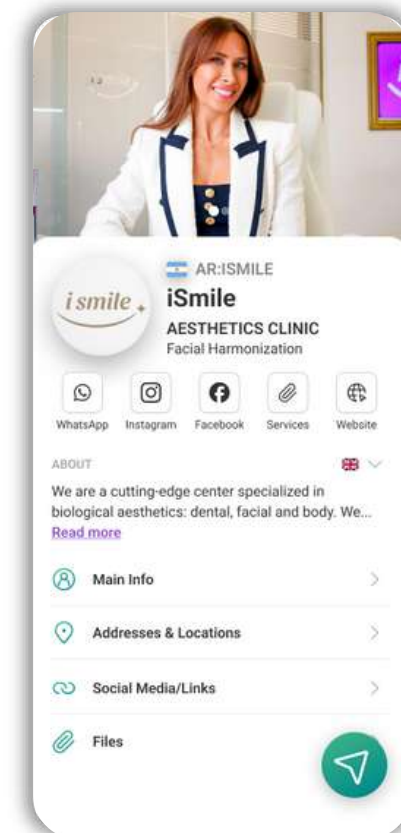 AR:ISMILE
i smile
iSmile
AESTHETICS CLINIC
Facial Harmonization
WhatsApp
Instagram
Facebook
Services
Website
ABOUT
We are a cutting-edge center specialized in
biological aesthetics: dental, facial and body. We...
Read more
Main Info
Addresses & Locations
Social Media/Links
Files